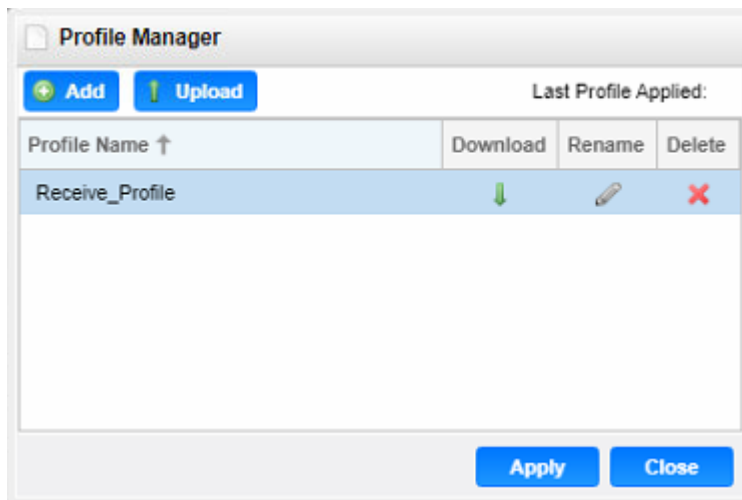 Profile Manager
Add Upload Last Profile Applied:
Profile Name Download Rename Delete
Receive_Profile
Apply Close